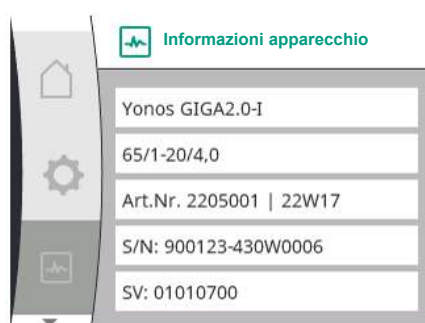 Informazioni apparecchio
Yonos GIGA2.0-I
65/1-20/4,0
Art.Nr. 2205001 | 22W17
S/N: 900123-430W0006
SV: 01010700